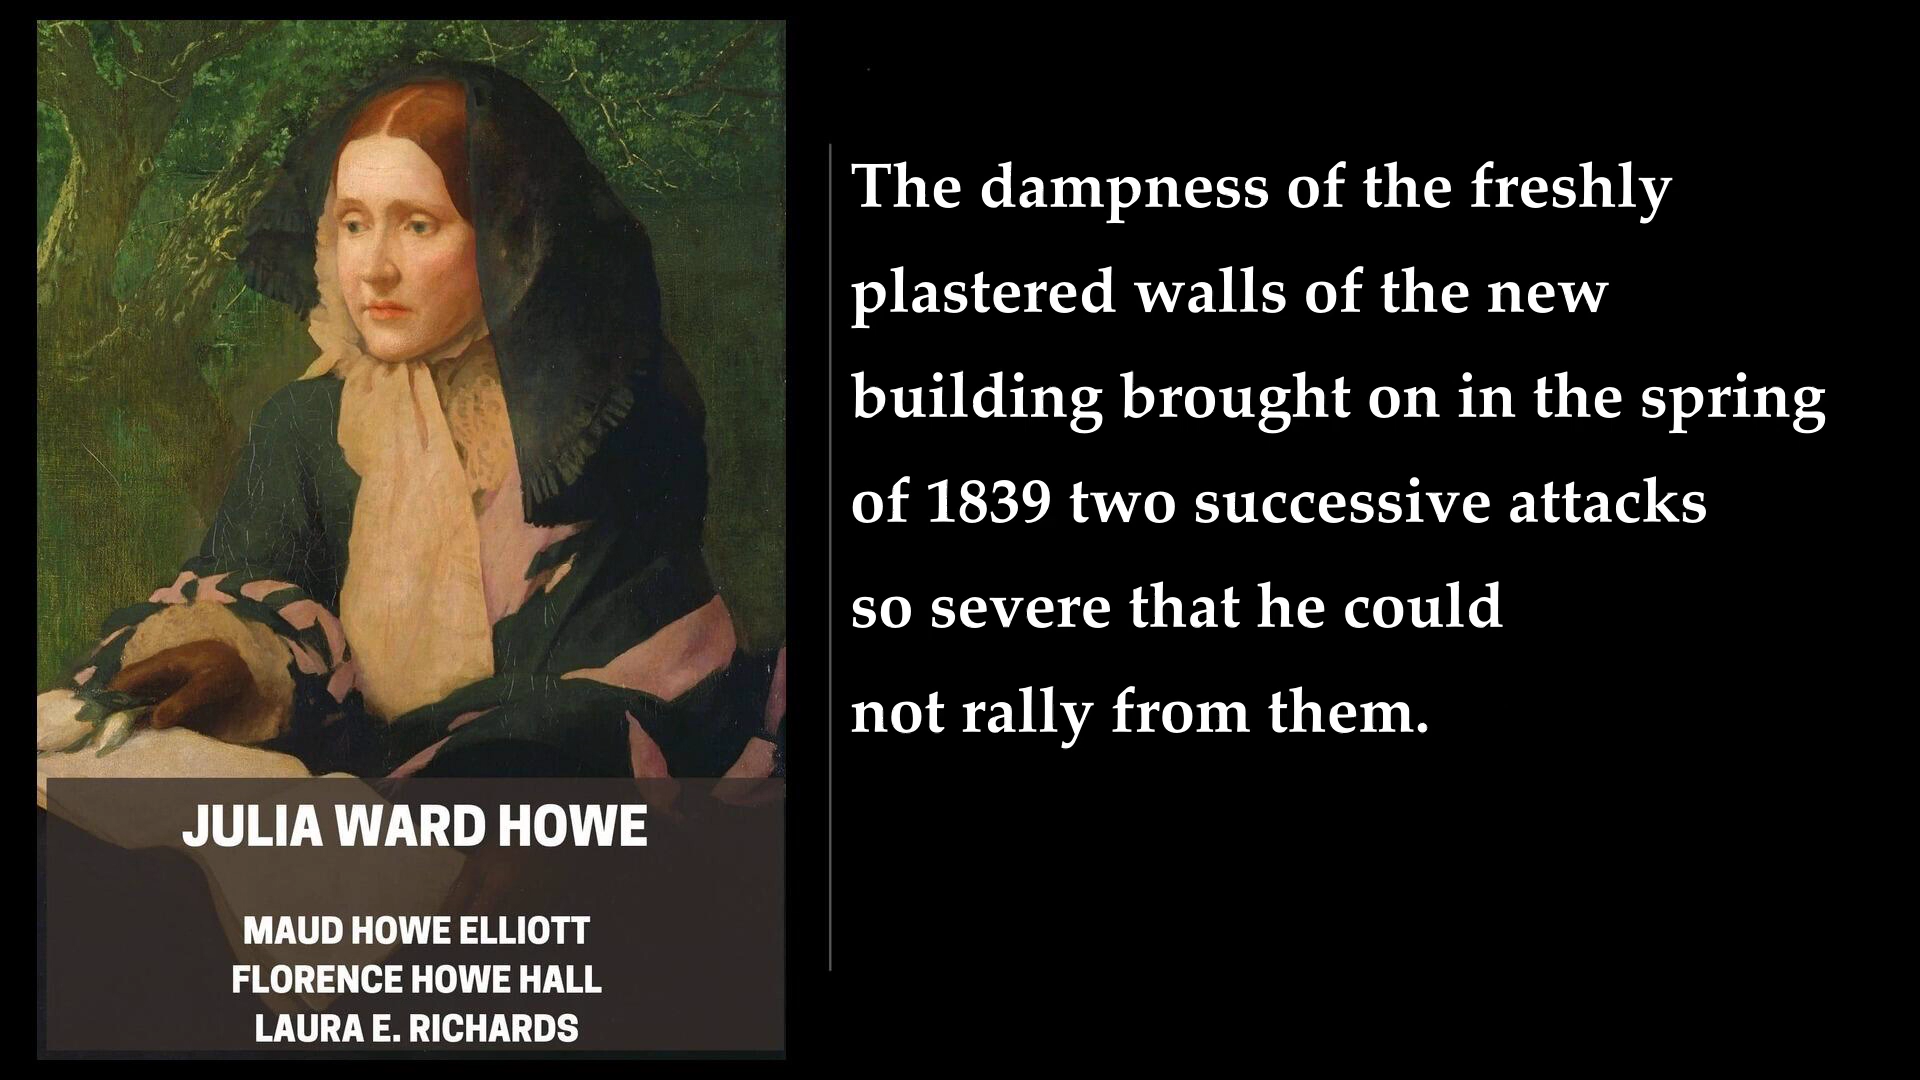 JULIA WARD HOWE
MAUD HOWE ELLIOTT
FLORENCE HOWE HALL
LAURA E. RICHARDS
The dampness of the freshly
plastered walls of the new
building brought on in the spring
of 1839 two successive attacks
so severe that he could
not rally from them.